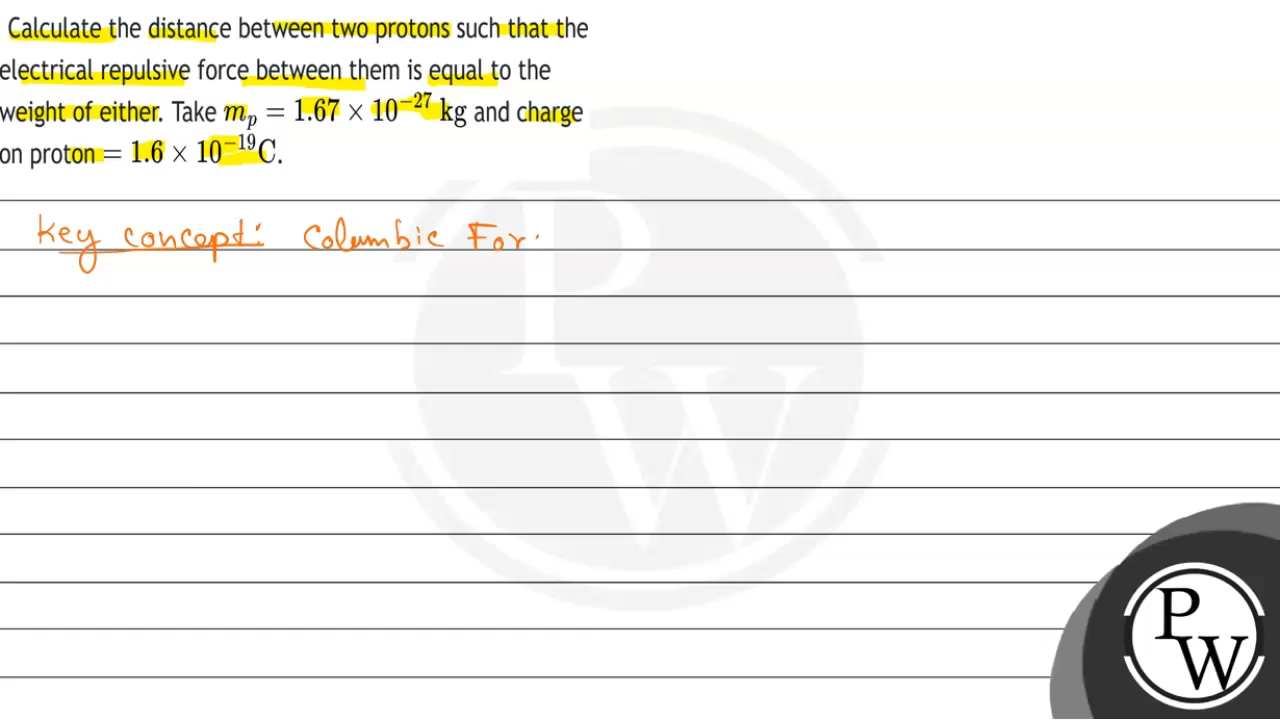 Calculate the distance between two protons such that the
electrical repulsive force between them is equal to the
weight of either. Take m_p = 1.67 × 10^{-27} kg and charge
on proton = 1.6 × 10^{-19} C.
Key concept: Columbic For
P
W
P
W